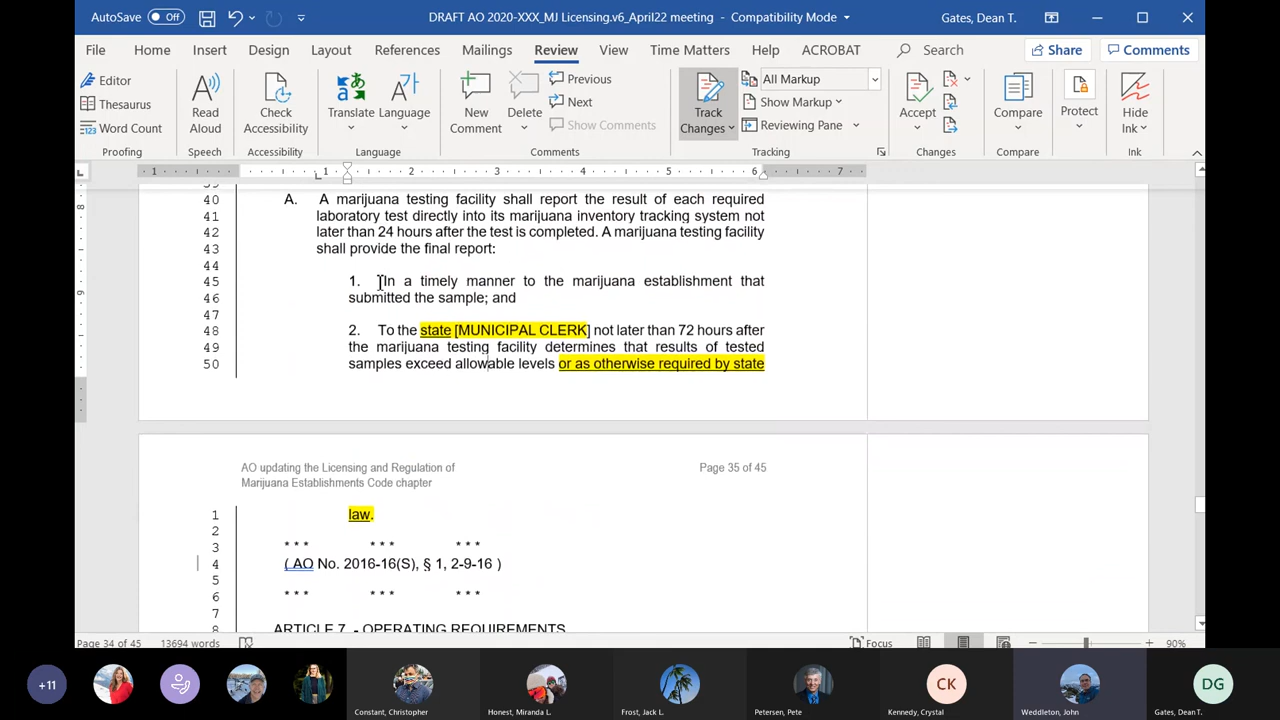 AutoSave Off DRAFT AO 2020-XXX_MJ Licensing.v6_April22 meeting - Compatibility Mode Gates, Dean T.
File Home Insert Design Layout References Mailings Review View Time Matters Help ACROBAT Search Share Comments
Editor
Thesaurus
Word Count
Proofing
Read Aloud
Speech
Check Accessibility
Accessibility
Translate Language
Language
New Comment
Delete
Previous
Next
Show Comments
Comments
Track Changes
All Markup
Show Markup
Reviewing Pane
Tracking
Accept
Changes
Compare
Compare
Protect
Hide Ink
Ink
1 1 2 3 4 5 6 7
40 A. A marijuana testing facility shall report the result of each required
41 laboratory test directly into its marijuana inventory tracking system not
42 later than 24 hours after the test is completed. A marijuana testing facility
43 shall provide the final report:
44
45 1. In a timely manner to the marijuana establishment that
46 submitted the sample; and
47
48 2. To the state [MUNICIPAL CLERK] not later than 72 hours after
49 the marijuana testing facility determines that results of tested
50 samples exceed allowable levels or as otherwise required by state
AO updating the Licensing and Regulation of Page 35 of 45
Marijuana Establishments Code chapter
1 law.
2
3 * * * * * * * * *
4 ( AO No. 2016-16(S), § 1, 2-9-16 )
5
6 * * * * * * * * *
7
8 ARTICLE 7. - OPERATING REQUIREMENTS
Page 34 of 45 13694 words Focus 90%
+11 CK DG
Constant, Christopher Honest, Miranda L. Frost, Jack L. Petersen, Pete Kennedy, Crystal Weddleton, John Gates, Dean T.